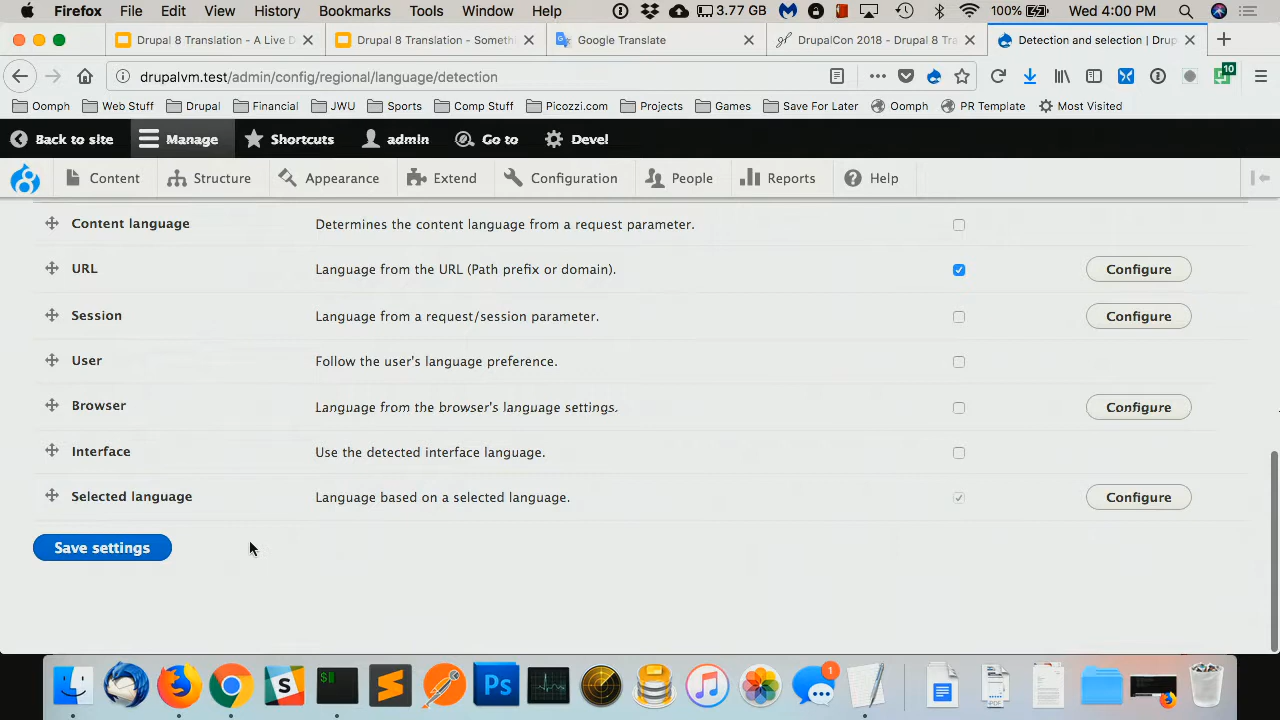 Firefox File Edit View History Bookmarks Tools Window Help 3.77 GB 100% Wed 4:00 PM
Drupal 8 Translation - A Live D
Drupal 8 Translation - Someth
Google Translate
DrupalCon 2018 - Drupal 8 Tra
Detection and selection | Drup
drupalvm.test/admin/config/regional/language/detection
10
Oomph Web Stuff Drupal Financial JWU Sports Comp Stuff Picozzi.com Projects Games Save For Later Oomph PR Template Most Visited
Back to site Manage Shortcuts admin Go to Devel
Content Structure Appearance Extend Configuration People Reports Help
Content language Determines the content language from a request parameter.
URL Language from the URL (Path prefix or domain). Configure
Session Language from a request/session parameter. Configure
User Follow the user's language preference.
Browser Language from the browser's language settings. Configure
Interface Use the detected interface language.
Selected language Language based on a selected language. Configure
Save settings
$
S
Ps
1